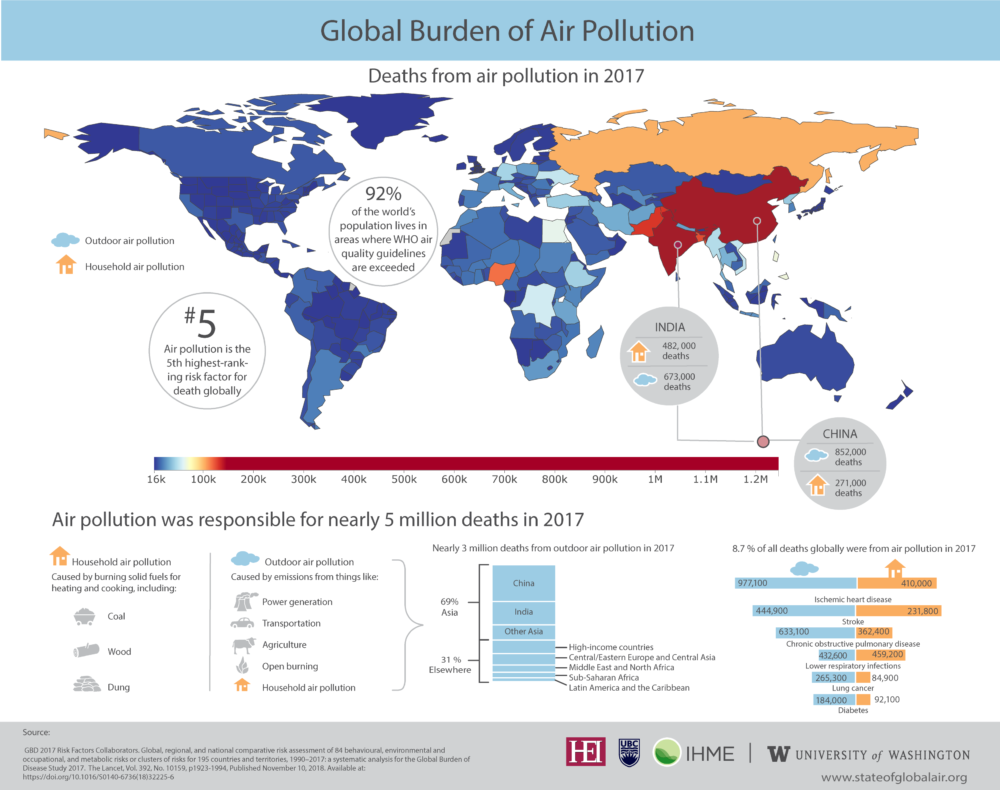 Global Burden of Air Pollution
Deaths from air pollution in 2017
92%
of the world's
population lives in
areas where WHO air
quality guidelines
are exceeded
Outdoor air pollution
Household air pollution
#5
Air pollution is the
5th highest-rank-
ing risk factor for
death globally
INDIA
482,000
deaths
673,000
deaths
CHINA
852,000
deaths
271,000
deaths
16k 100k 200k 300k 400k 500k 600k 700k 800k 900k 1M 1.1M 1.2M
Air pollution was responsible for nearly 5 million deaths in 2017
Household air pollution
Caused by burning solid fuels for
heating and cooking, including:
Coal
Wood
Dung
Outdoor air pollution
Caused by emissions from things like:
Power generation
Transportation
Agriculture
Open burning
Household air pollution
Nearly 3 million deaths from outdoor air pollution in 2017
69%
Asia
31 %
Elsewhere
China
India
Other Asia
High-income countries
Central/Eastern Europe and Central Asia
Middle East and North Africa
Sub-Saharan Africa
Latin America and the Caribbean
8.7 % of all deaths globally were from air pollution in 2017
977,100 410,000
Ischemic heart disease
444,900 231,800
Stroke
633,100 362,400
Chronic obstructive pulmonary disease
432,600 459,200
Lower respiratory infections
265,300 84,900
Lung cancer
184,000 92,100
Diabetes
Source:
GBD 2017 Risk Factors Collaborators. Global, regional, and national comparative risk assessment of 84 behavioural, environmental and
occupational, and metabolic risks or clusters of risks for 195 countries and territories, 1990–2017: a systematic analysis for the Global Burden of
Disease Study 2017. The Lancet, Vol. 392, No. 10159, p1923-1994, Published November 10, 2018. Available at:
https://doi.org/10.1016/S0140-6736(18)32225-6
HEI
UBC
IHME
W UNIVERSITY of WASHINGTON
www.stateofglobalair.org